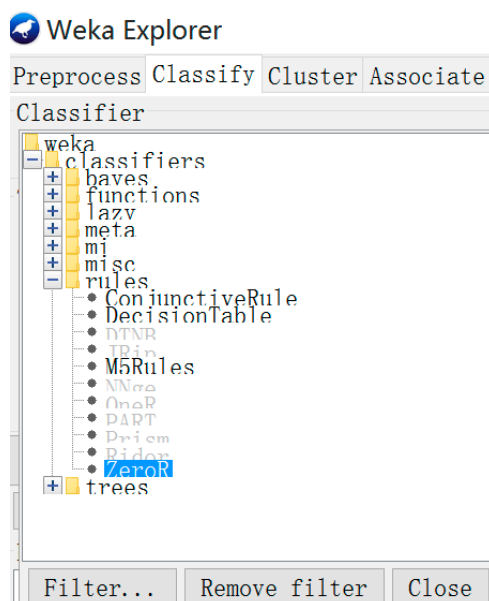 Weka Explorer
Preprocess Classify Cluster Associate
Classifier
weka
classifiers
bayes
functions
lazy
meta
mi
misc
rules
ConjunctiveRule
DecisionTable
DTNB
JRip
M5Rules
NNge
OneR
PART
Prism
Ridor
ZeroR
trees
Filter... Remove filter Close